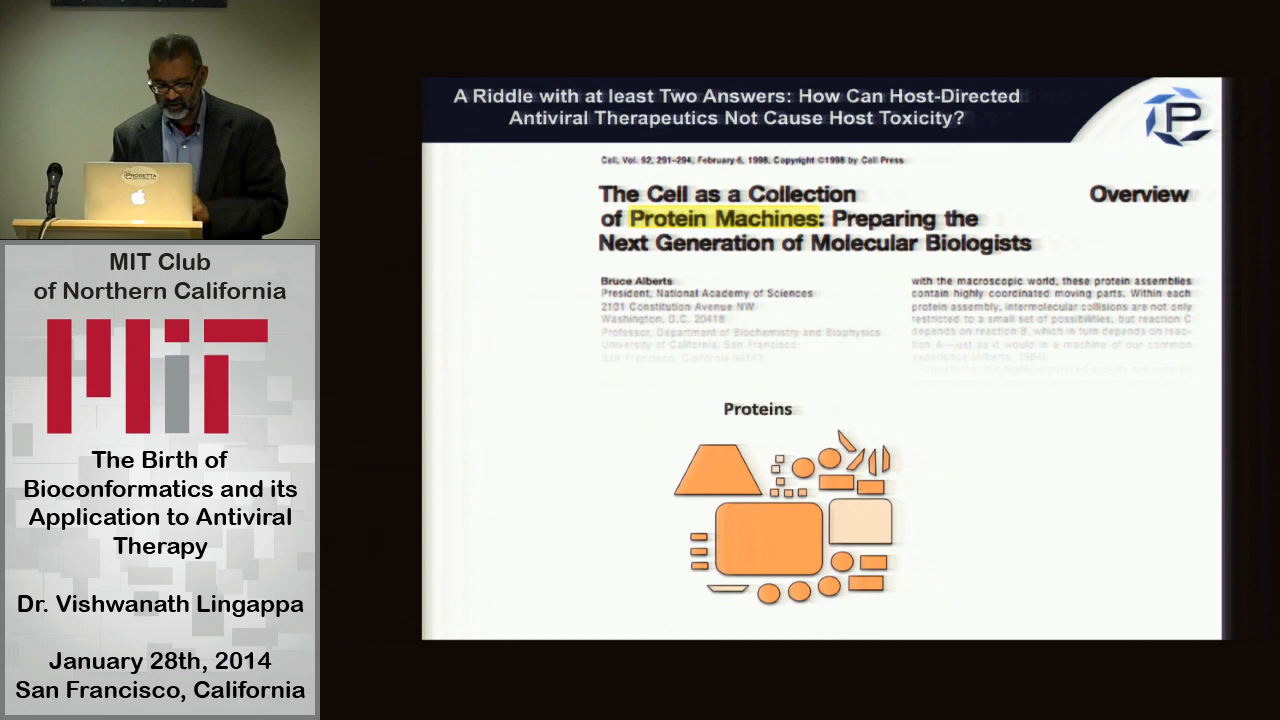 PROSETTA
MIT Club
of Northern California
MIT
The Birth of
Bioconformatics and its
Application to Antiviral
Therapy
Dr. Vishwanath Lingappa
January 28th, 2014
San Francisco, California
A Riddle with at least Two Answers: How Can Host-Directed
Antiviral Therapeutics Not Cause Host Toxicity?
P
Cell, Vol. 92, 291–294, February 6, 1998, Copyright ©1998 by Cell Press
The Cell as a Collection
of Protein Machines: Preparing the
Next Generation of Molecular Biologists
Overview
Bruce Alberts
President, National Academy of Sciences
2101 Constitution Avenue NW
Washington, D.C. 20418
Professor, Department of Biochemistry and Biophysics
University of California, San Francisco
San Francisco, California 94143
with the macroscopic world, these protein assemblies
contain highly coordinated moving parts. Within each
protein assembly, intermolecular collisions are not only
restricted to a small set of possibilities, but reaction C
depends on reaction B, which in turn depends on reac-
tion A—just as it would in a machine of our common
experience (Alberts, 1984).
Proteins